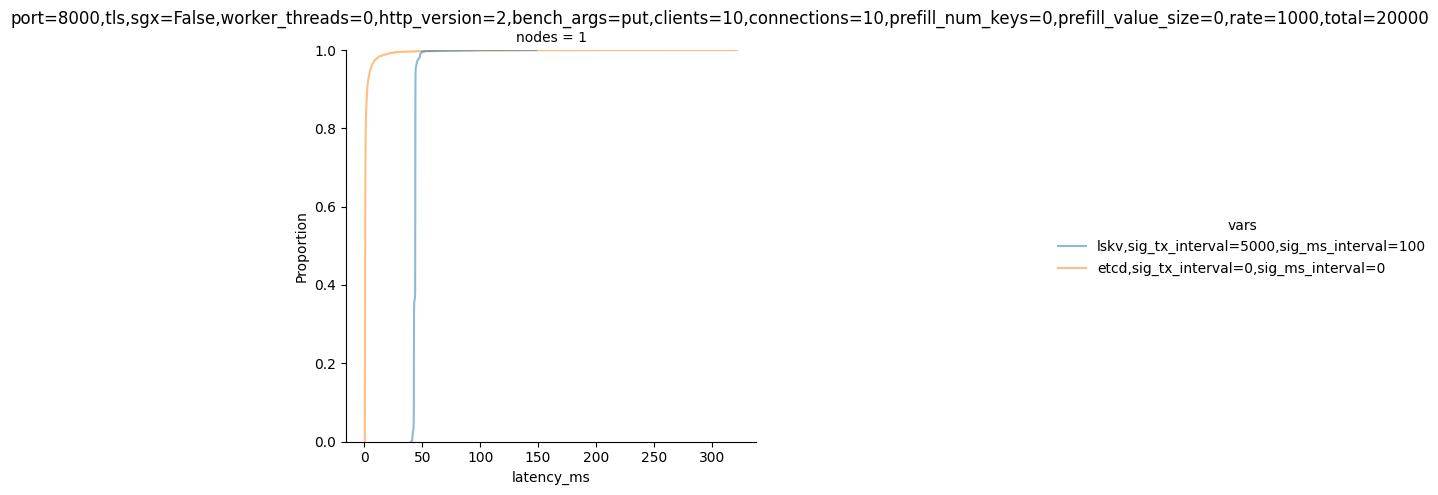 port=8000,tls,sgx=False,worker_threads=0,http_version=2,bench_args=put,clients=10,connections=10,prefill_num_keys=0,prefill_value_size=0,rate=1000,total=20000
nodes = 1
1.0
0.8
0.6
0.4
0.2
0.0
Proportion
0 50 100 150 200 250 300
latency_ms
vars
lskv,sig_tx_interval=5000,sig_ms_interval=100
etcd,sig_tx_interval=0,sig_ms_interval=0